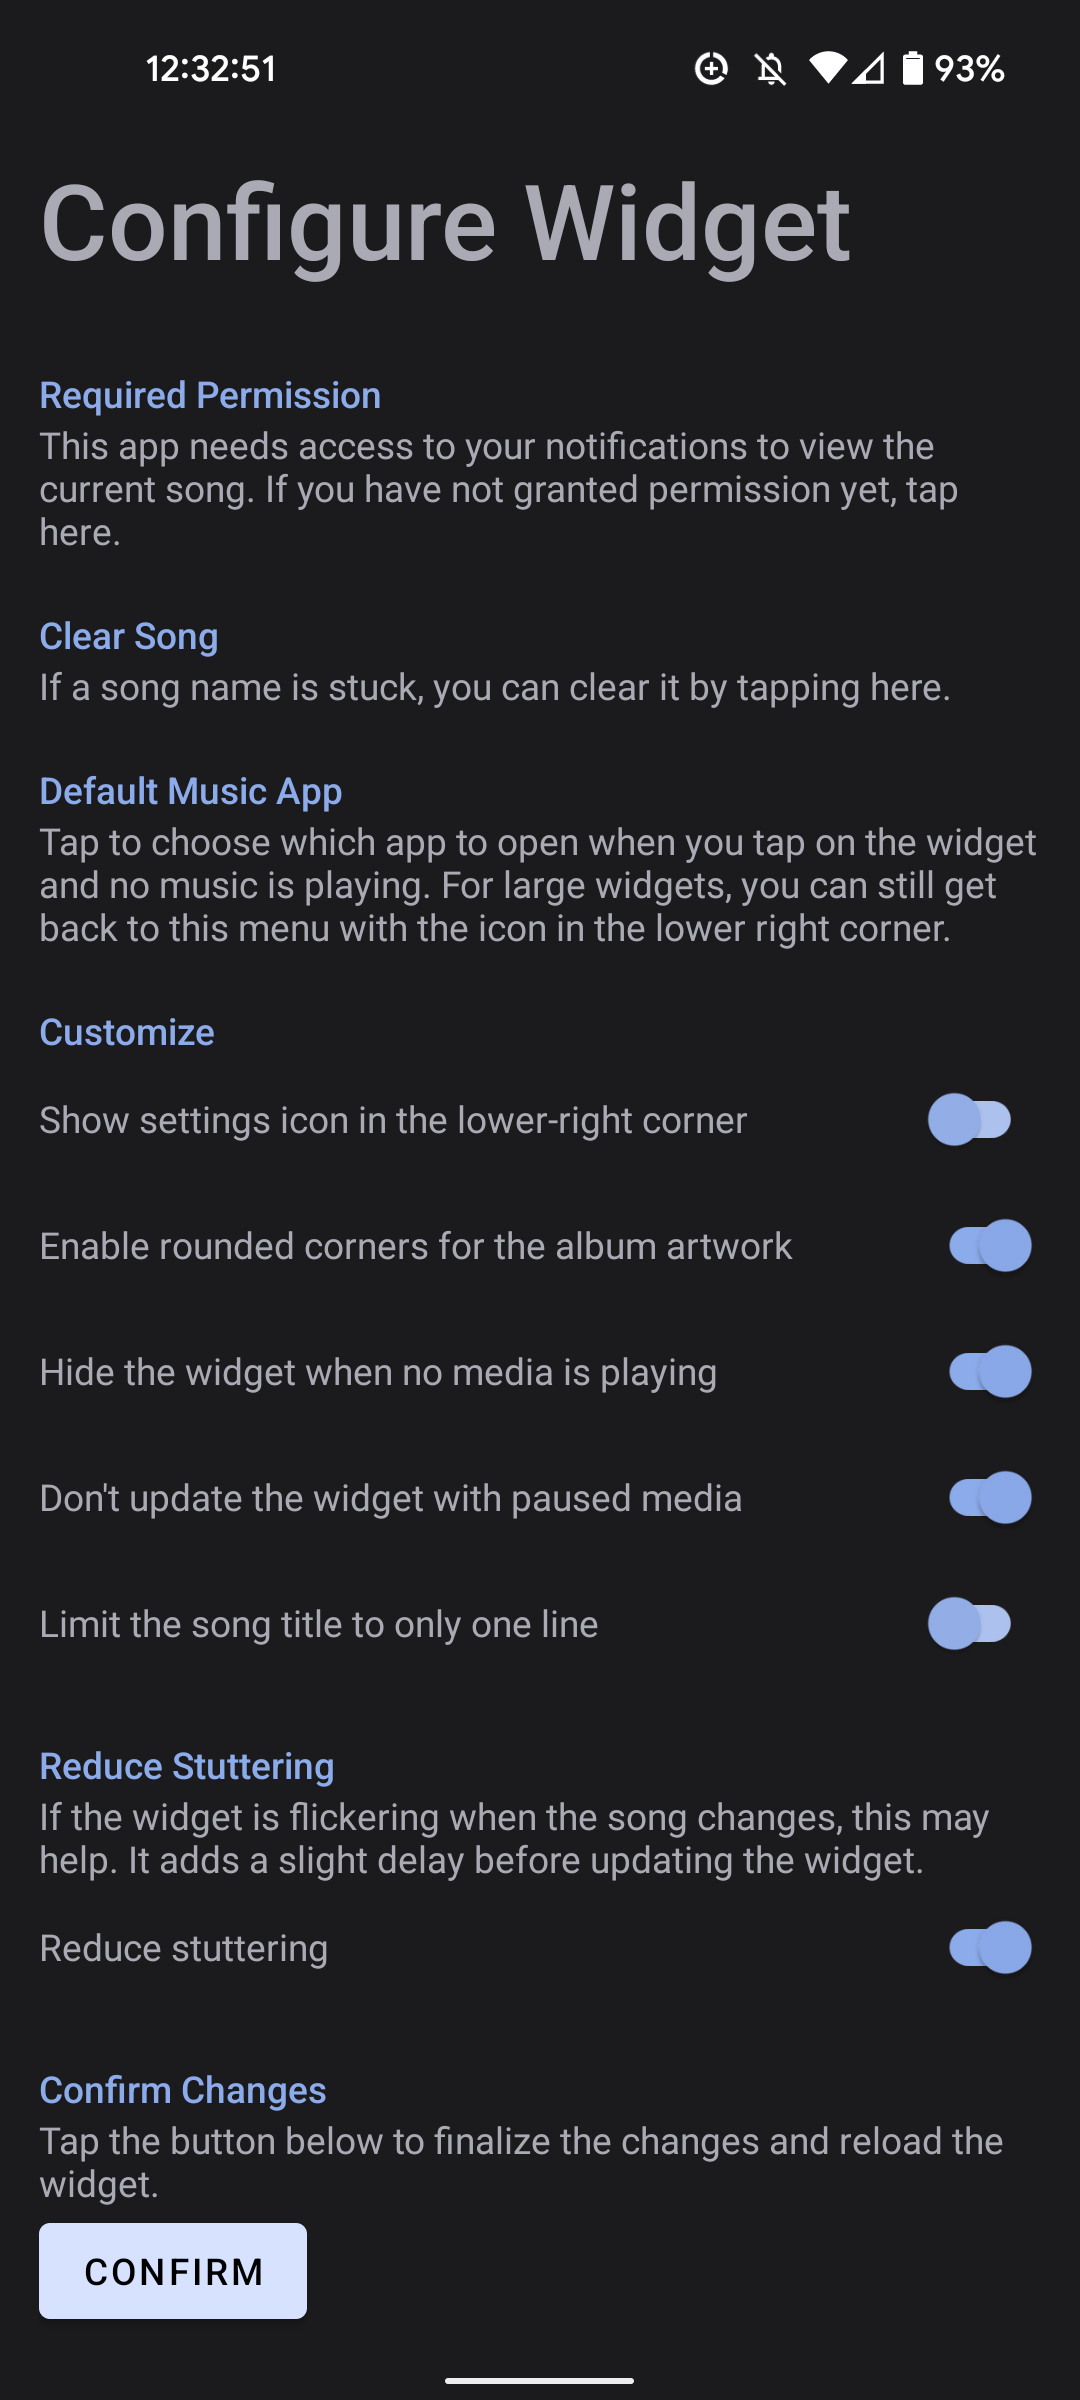 12:32:51
93%
Configure Widget
Required Permission
This app needs access to your notifications to view the
current song. If you have not granted permission yet, tap
here.
Clear Song
If a song name is stuck, you can clear it by tapping here.
Default Music App
Tap to choose which app to open when you tap on the widget
and no music is playing. For large widgets, you can still get
back to this menu with the icon in the lower right corner.
Customize
Show settings icon in the lower-right corner
Enable rounded corners for the album artwork
Hide the widget when no media is playing
Don't update the widget with paused media
Limit the song title to only one line
Reduce Stuttering
If the widget is flickering when the song changes, this may
help. It adds a slight delay before updating the widget.
Reduce stuttering
Confirm Changes
Tap the button below to finalize the changes and reload the
widget.
CONFIRM